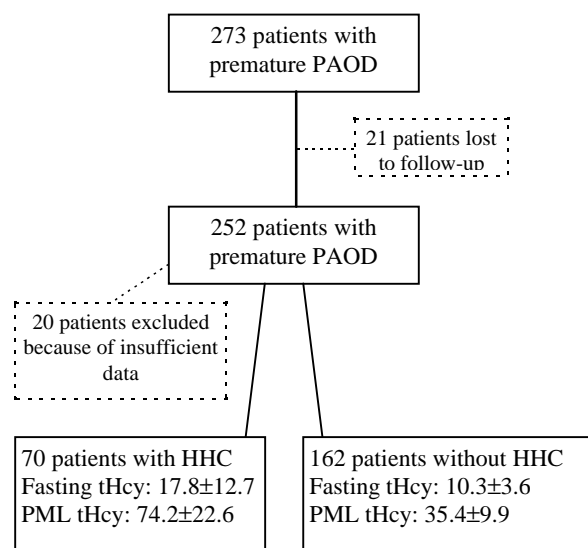 273 patients with
premature PAOD
21 patients lost
to follow-up
252 patients with
premature PAOD
20 patients excluded
because of insufficient
data
70 patients with HHC
Fasting tHcy: 17.8±12.7
PML tHcy: 74.2±22.6
162 patients without HHC
Fasting tHcy: 10.3±3.6
PML tHcy: 35.4±9.9